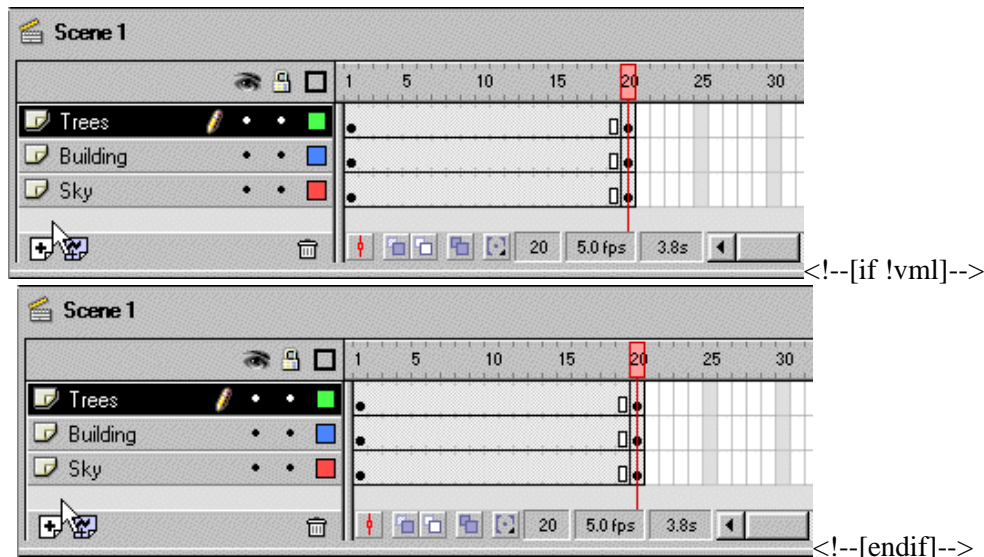 Scene 1
1 5 10 15 20 25 30
Trees
Building
Sky
20 5.0 fps 3.8s
<!--[if !vml]-->
Scene 1
1 5 10 15 20 25 30
Trees
Building
Sky
20 5.0 fps 3.8s
<!--[endif]-->